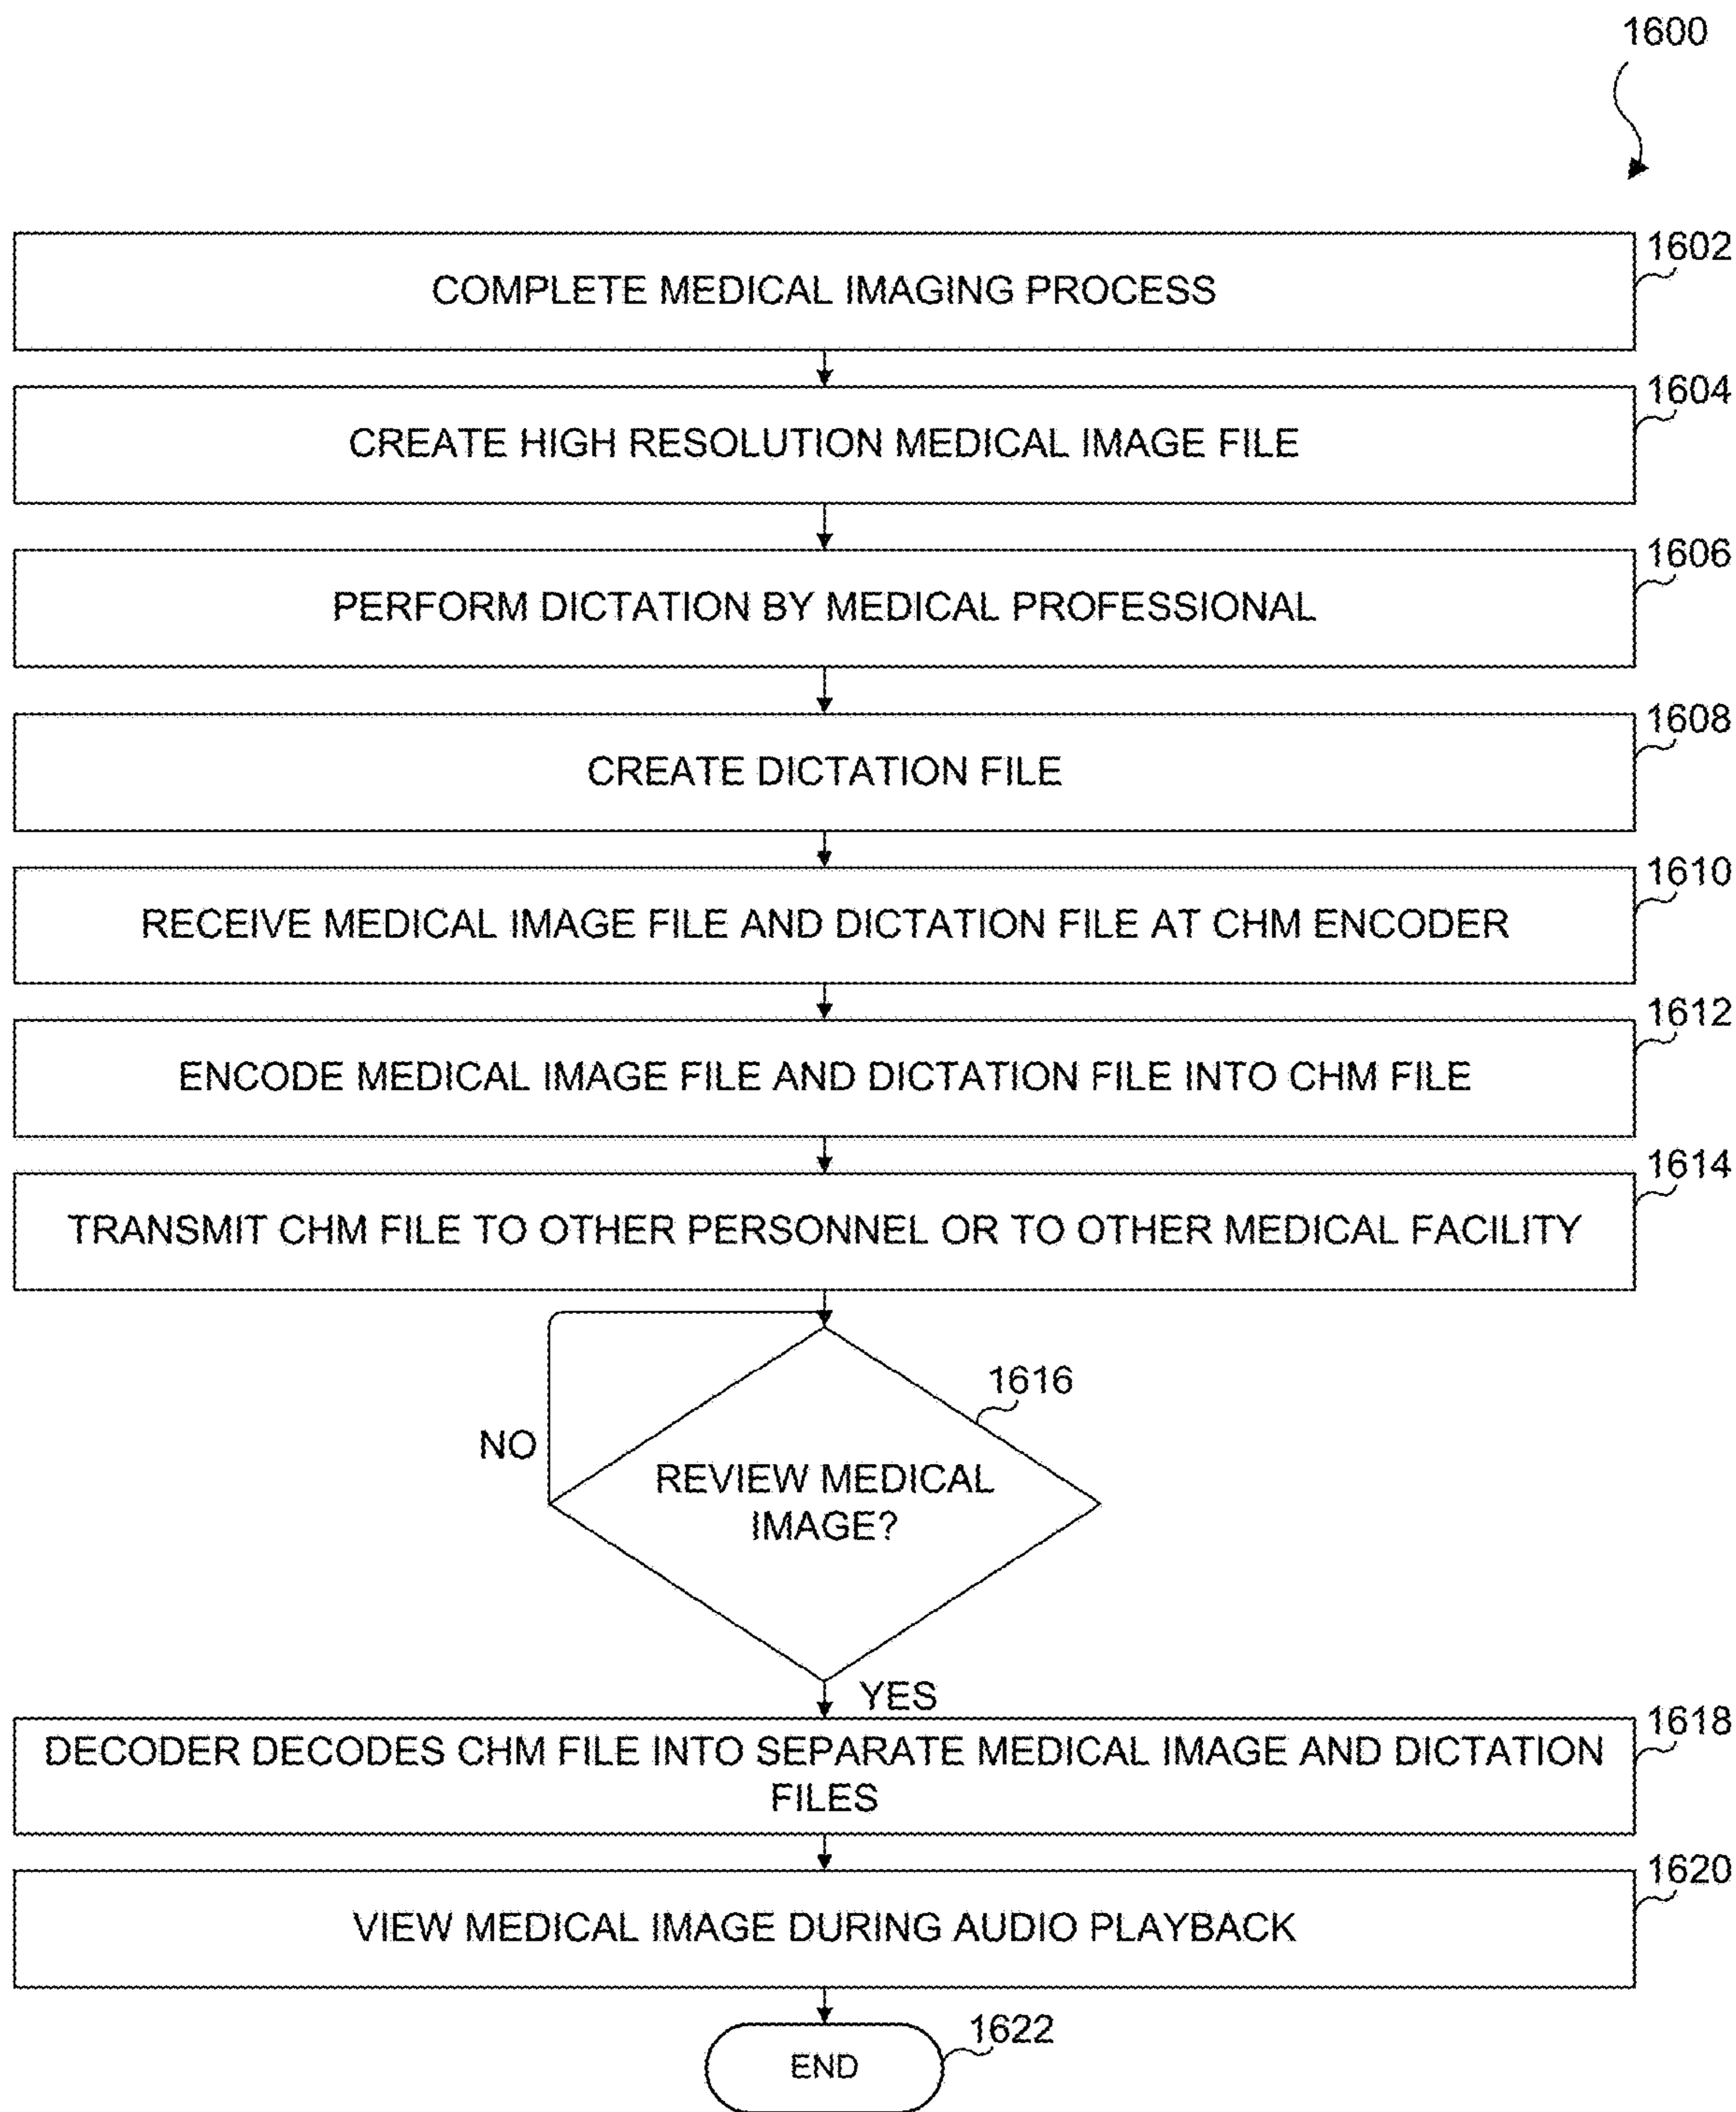 1600
1602
COMPLETE MEDICAL IMAGING PROCESS
1604
CREATE HIGH RESOLUTION MEDICAL IMAGE FILE
1606
PERFORM DICTATION BY MEDICAL PROFESSIONAL
1608
CREATE DICTATION FILE
1610
RECEIVE MEDICAL IMAGE FILE AND DICTATION FILE AT CHM ENCODER
1612
ENCODE MEDICAL IMAGE FILE AND DICTATION FILE INTO CHM FILE
1614
TRANSMIT CHM FILE TO OTHER PERSONNEL OR TO OTHER MEDICAL FACILITY
1616
NO
REVIEW MEDICAL
IMAGE?
YES
1618
DECODER DECODES CHM FILE INTO SEPARATE MEDICAL IMAGE AND DICTATION
FILES
1620
VIEW MEDICAL IMAGE DURING AUDIO PLAYBACK
1622
END